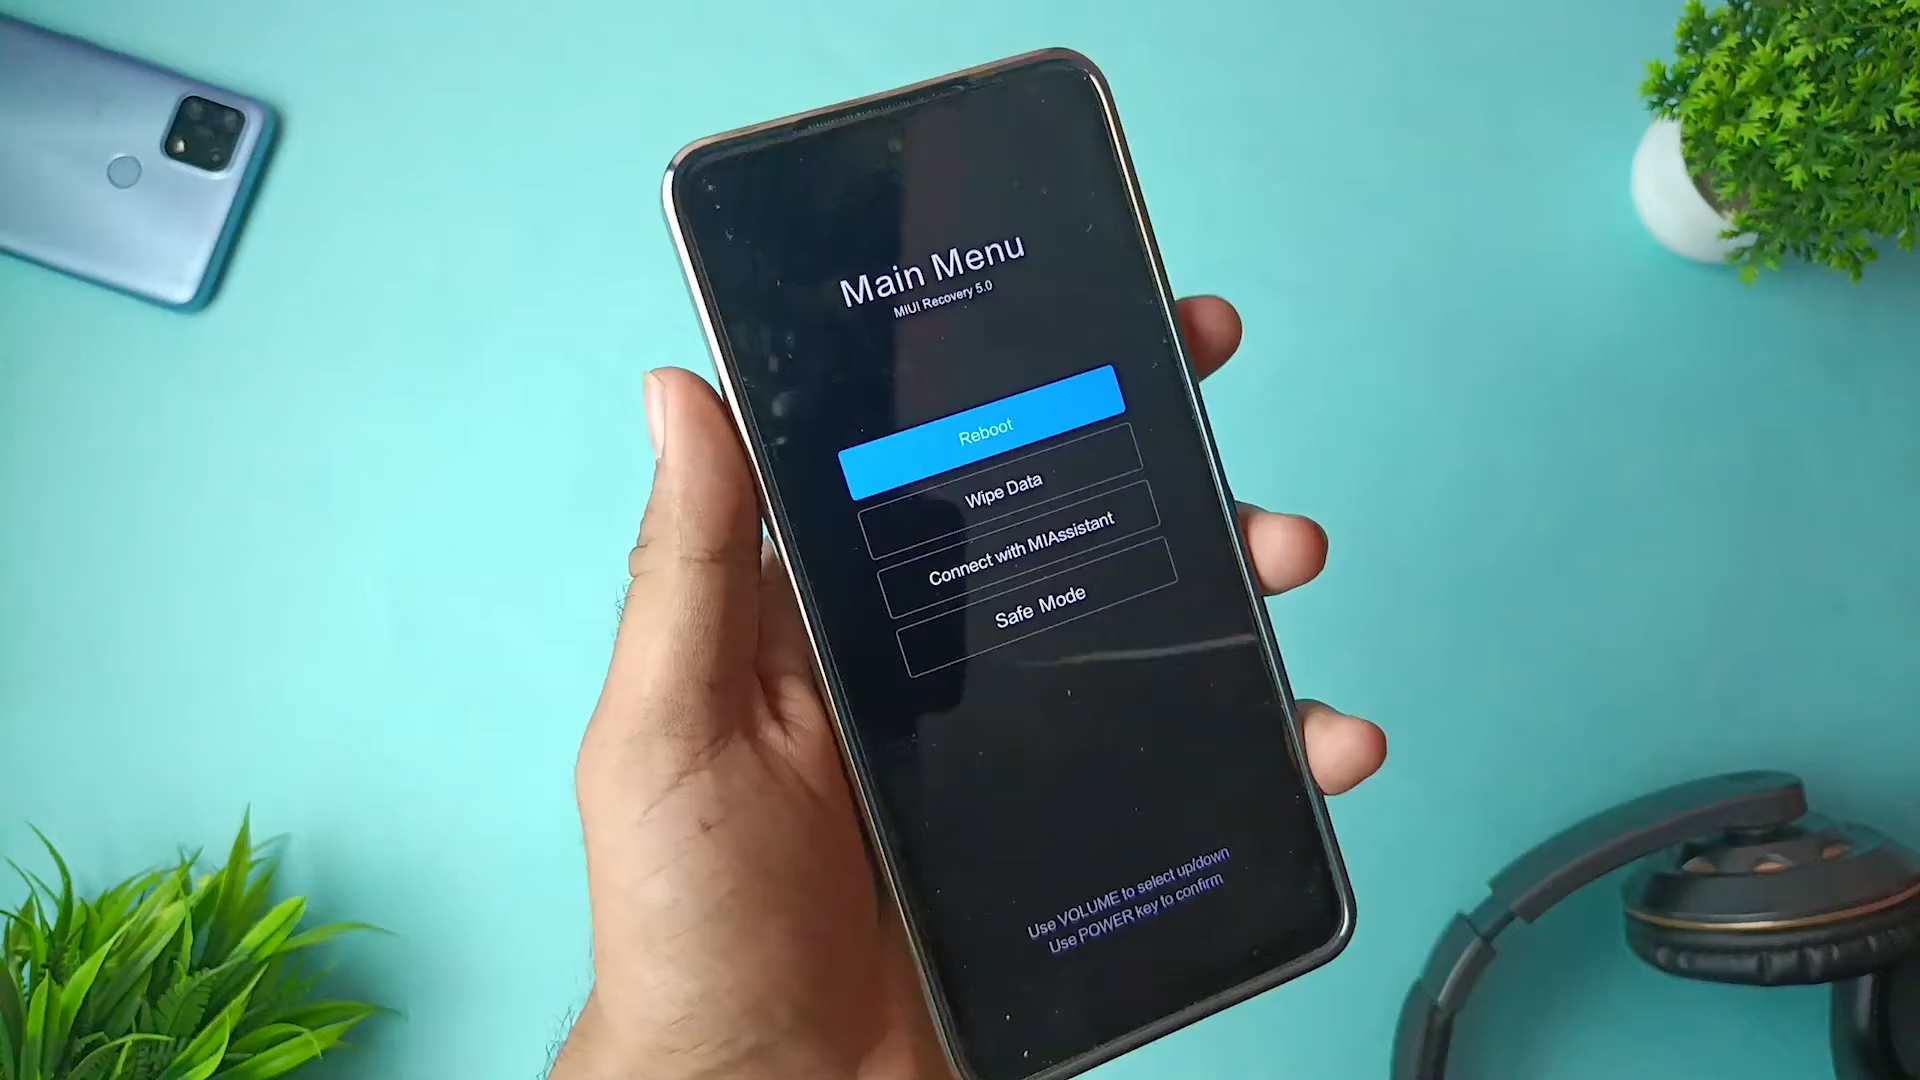 Main Menu
MIUI Recovery 5.0
Reboot
Wipe Data
Connect with MIAssistant
Safe Mode
Use VOLUME to select up/down
Use POWER key to confirm